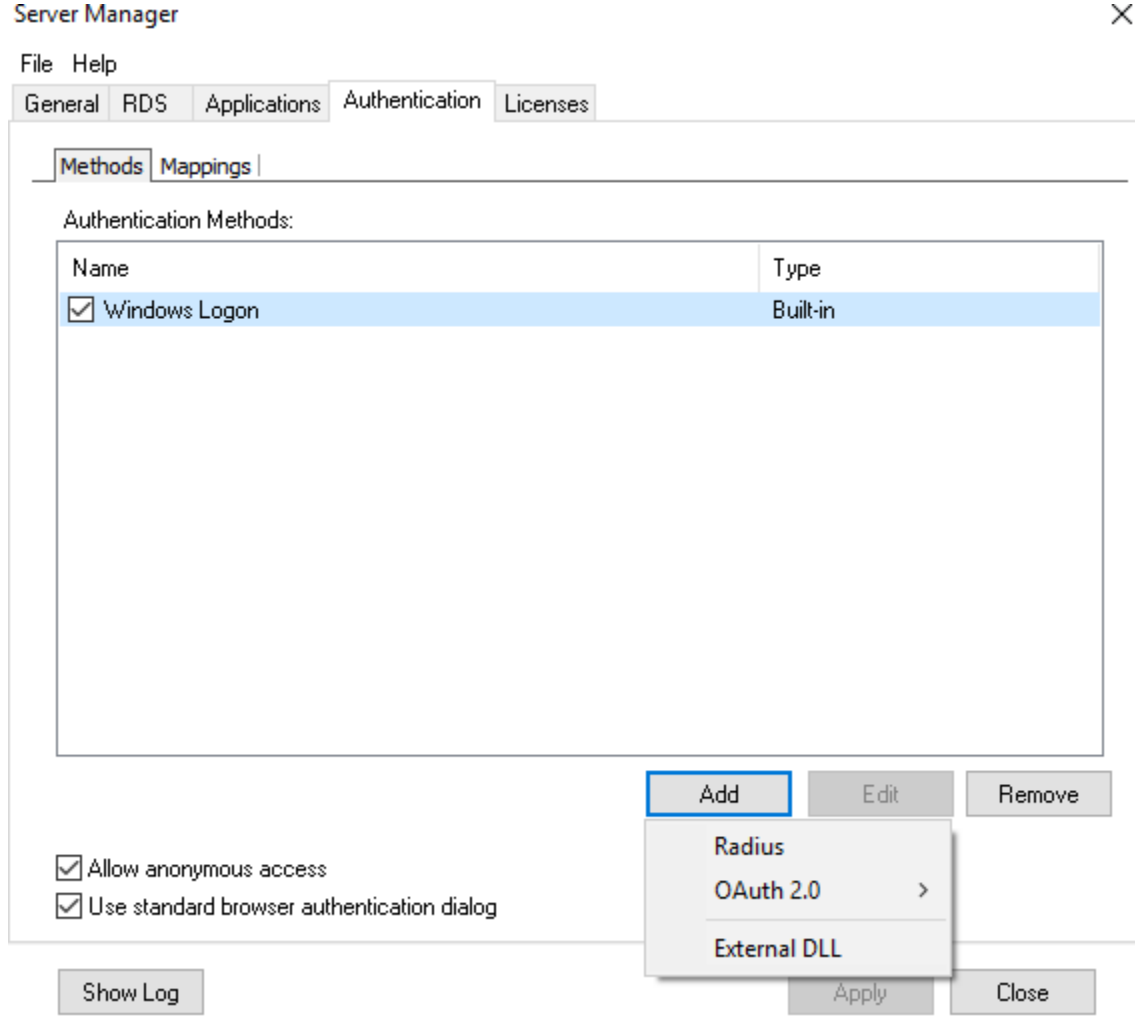 Server Manager
File Help
General RDS Applications Authentication Licenses
Methods Mappings
Authentication Methods:
Name Type
Windows Logon Built-in
Add Edit Remove
Radius
OAuth 2.0
External DLL
Allow anonymous access
Use standard browser authentication dialog
Show Log Apply Close